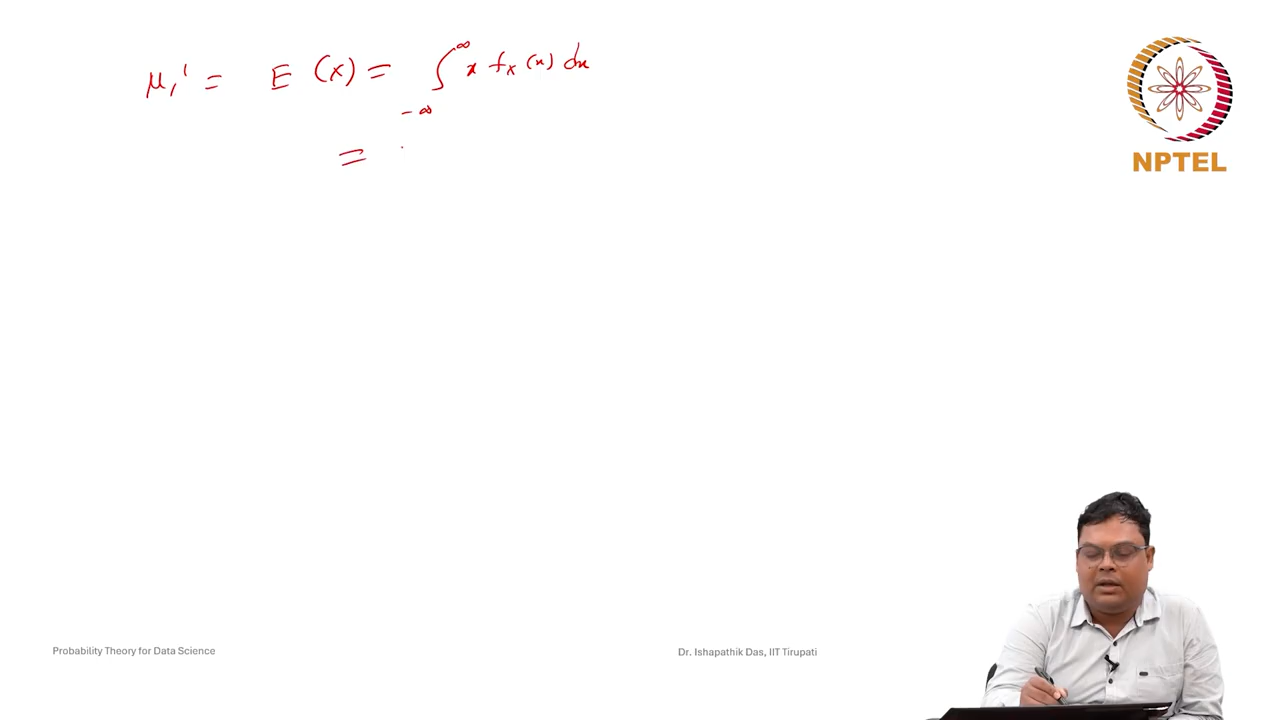 μ₁' = E (X) = ∫_{-∞}^{∞} x f_X (x) dx
=
NPTEL
Probability Theory for Data Science
Dr. Ishapathik Das, IIT Tirupati